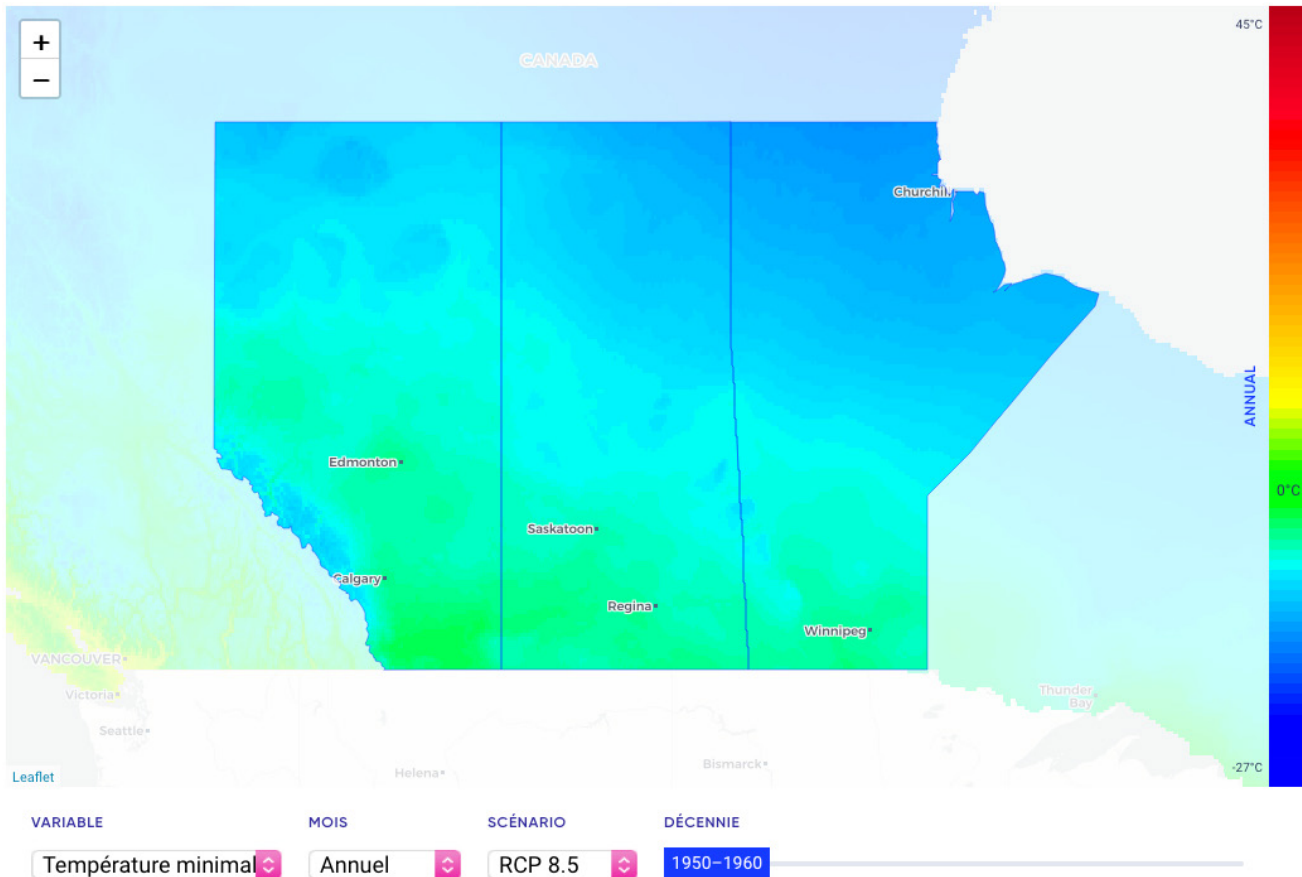 +
−
CANADA
45°C
Churchil
ANNUAL
Edmonton
0°C
Saskatoon
Calgary
Regina
Winnipeg
VANCOUVER
Victoria
Thunder
Bay
Seattle
Bismarck
Helena
-27°C
Leaflet
VARIABLE MOIS SCÉNARIO DÉCENNIE
Température minimal Annuel RCP 8.5 1950–1960